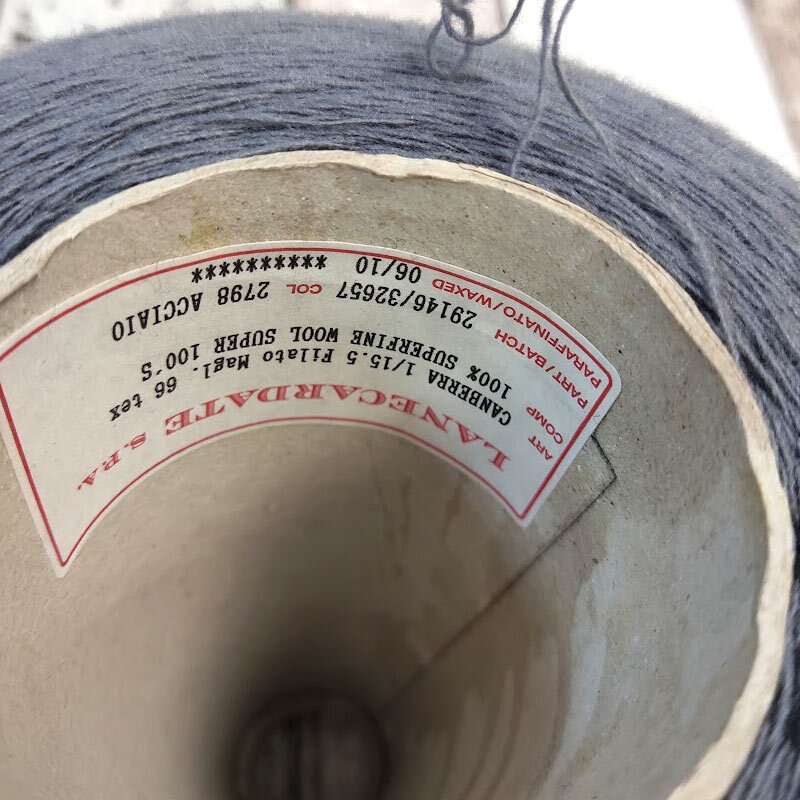 LANECARDATE S.P.A.
ART CANBERRA 1/15.5 Filato Magl. 66 tex
COMP 100% SUPERFINE WOOL SUPER 100'S
PART/BATCH 29146/32657 COL 2798 ACCIAIO
PARAFFINATO/WAXED 06/10 ***********